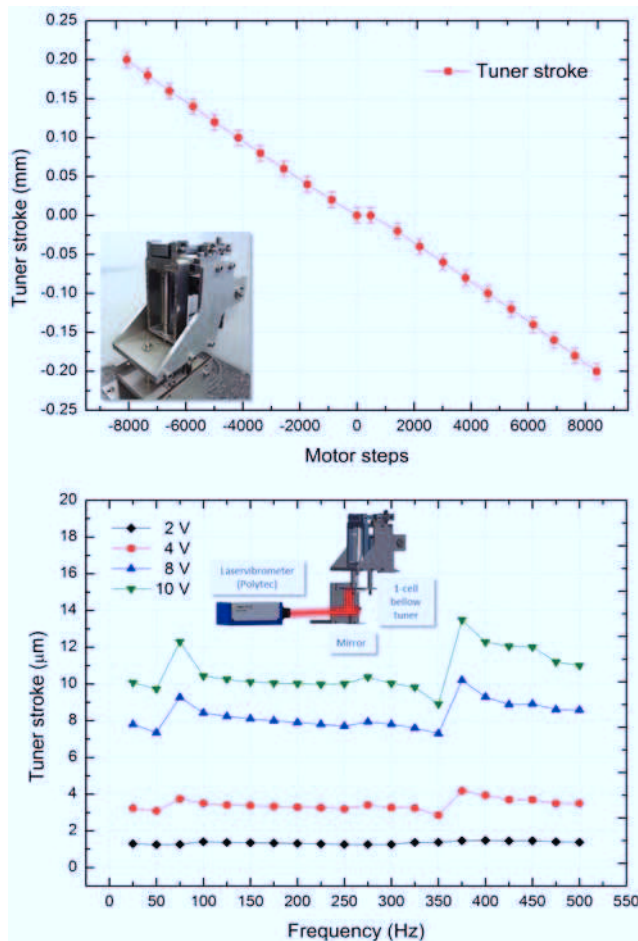 0.25
0.20
0.15
0.10
0.05
0.00
-0.05
-0.10
-0.15
-0.20
-0.25
Tuner stroke (mm)
Tuner stroke
-8000 -6000 -4000 -2000 0 2000 4000 6000 8000
Motor steps
20
18
16
14
12
10
8
6
4
2
0
Tuner stroke (μm)
2 V
4 V
8 V
10 V
Laservibrometer
(Polytec)
1-cell
bellow
tuner
Mirror
0 50 100 150 200 250 300 350 400 450 500 550
Frequency (Hz)